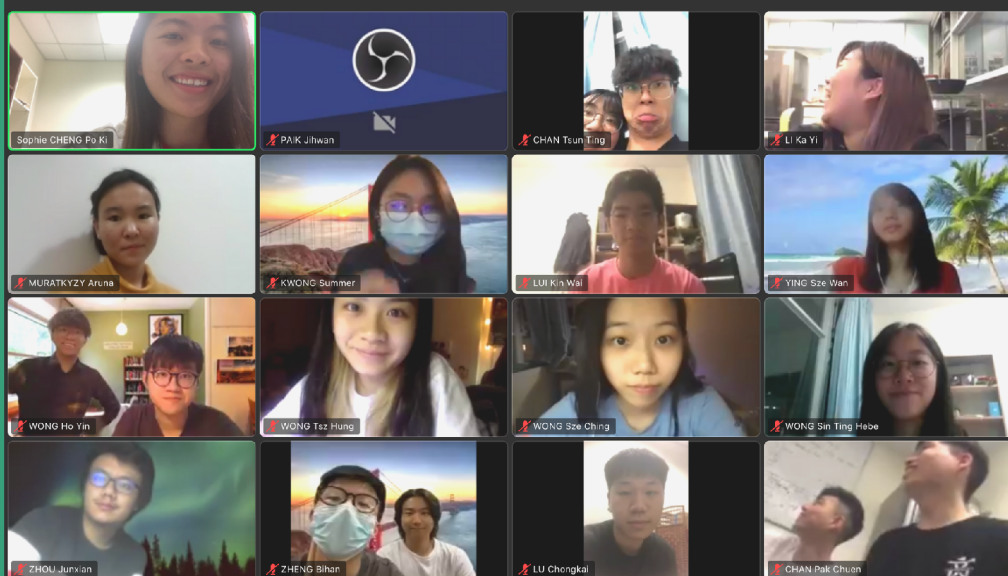 Sophie CHENG Po Ki
PAIK Jihwan
CHAN Tsun Ting
LI Ka Yi
MURATKYZY Aruna
KWONG Summer
LUI Kin Wai
YING Sze Wan
WONG Ho Yin
WONG Tsz Hung
WONG Sze Ching
WONG Sin Ting Hebe
ZHOU Junxian
ZHENG Bihan
LU Chongkai
CHAN Pak Chuen